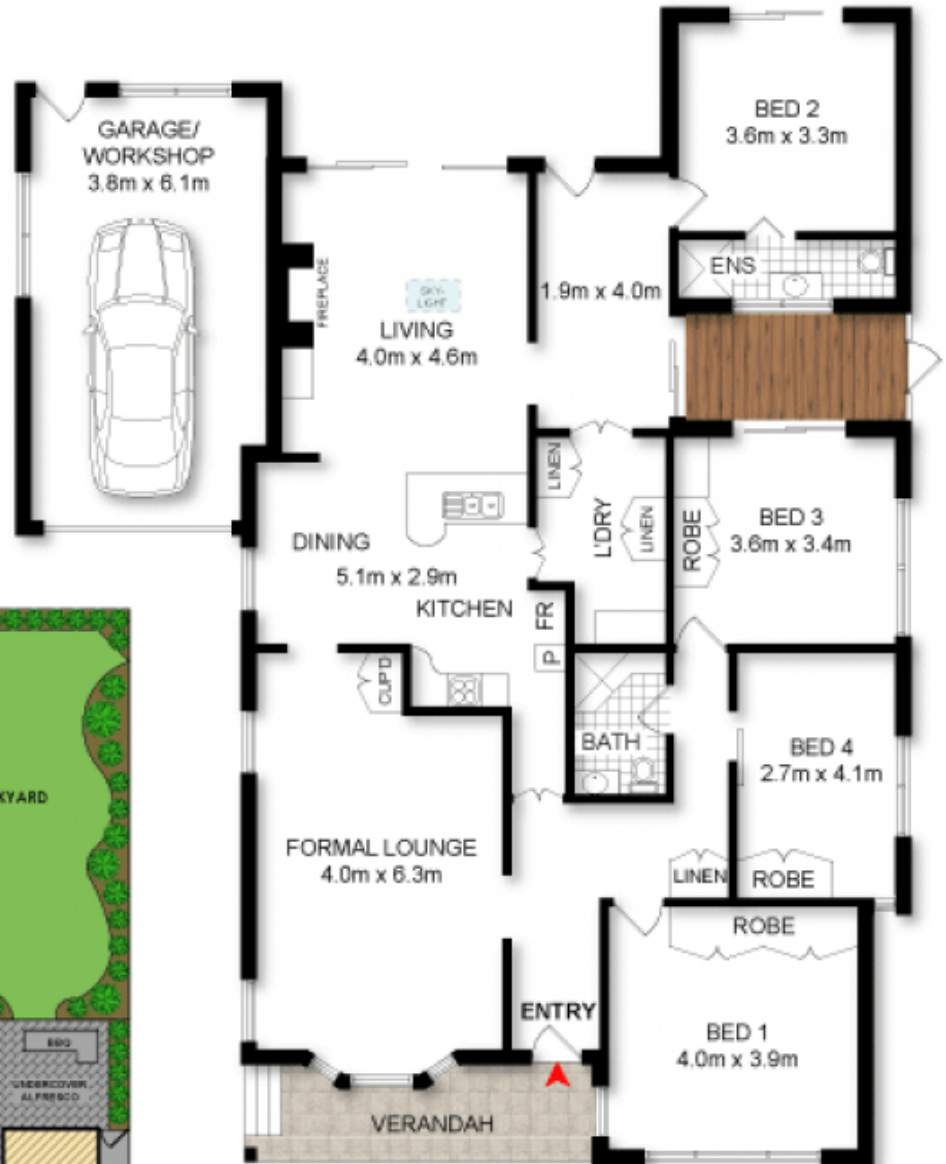 BED 2
3.6m x 3.3m
GARAGE/
WORKSHOP
3.8m x 6.1m
ENS
FIREPLACE
SKY-
LIGHT
1.9m x 4.0m
LIVING
4.0m x 4.6m
LINEN
L'DRY
LINEN
ROBE
BED 3
3.6m x 3.4m
DINING
5.1m x 2.9m
KITCHEN
FR
P
CUP'D
BATH
BED 4
2.7m x 4.1m
KYARD
FORMAL LOUNGE
4.0m x 6.3m
LINEN
ROBE
ROBE
ENTRY
BED 1
4.0m x 3.9m
BBQ
UNDERCOVER
ALFRESCO
VERANDAH